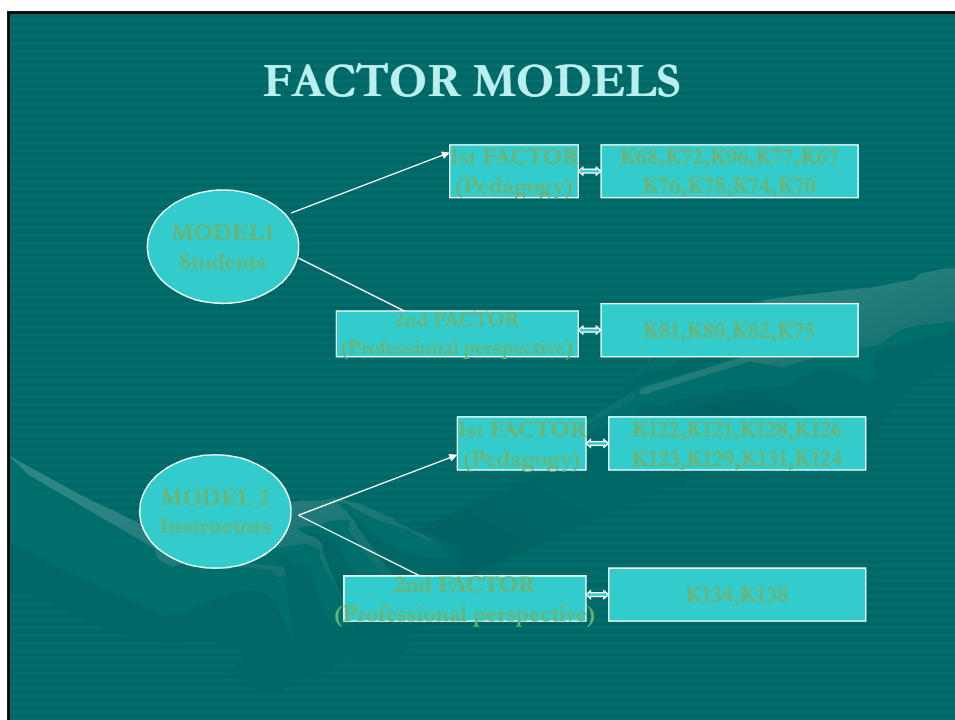 FACTOR MODELS
1st FACTOR
(Pedagogy)
K68,K72,K96,K77,K67
K76,K78,K74,K70
MODEL1
Students
2nd FACTOR
(Professional perspective)
K81,K80,K82,K75
1st FACTOR
(Pedagogy)
K122,K121,K128,K126
K123,K129,K131,K124
MODEL 2
Instructors
2nd FACTOR
(Professional perspective)
K134,K138